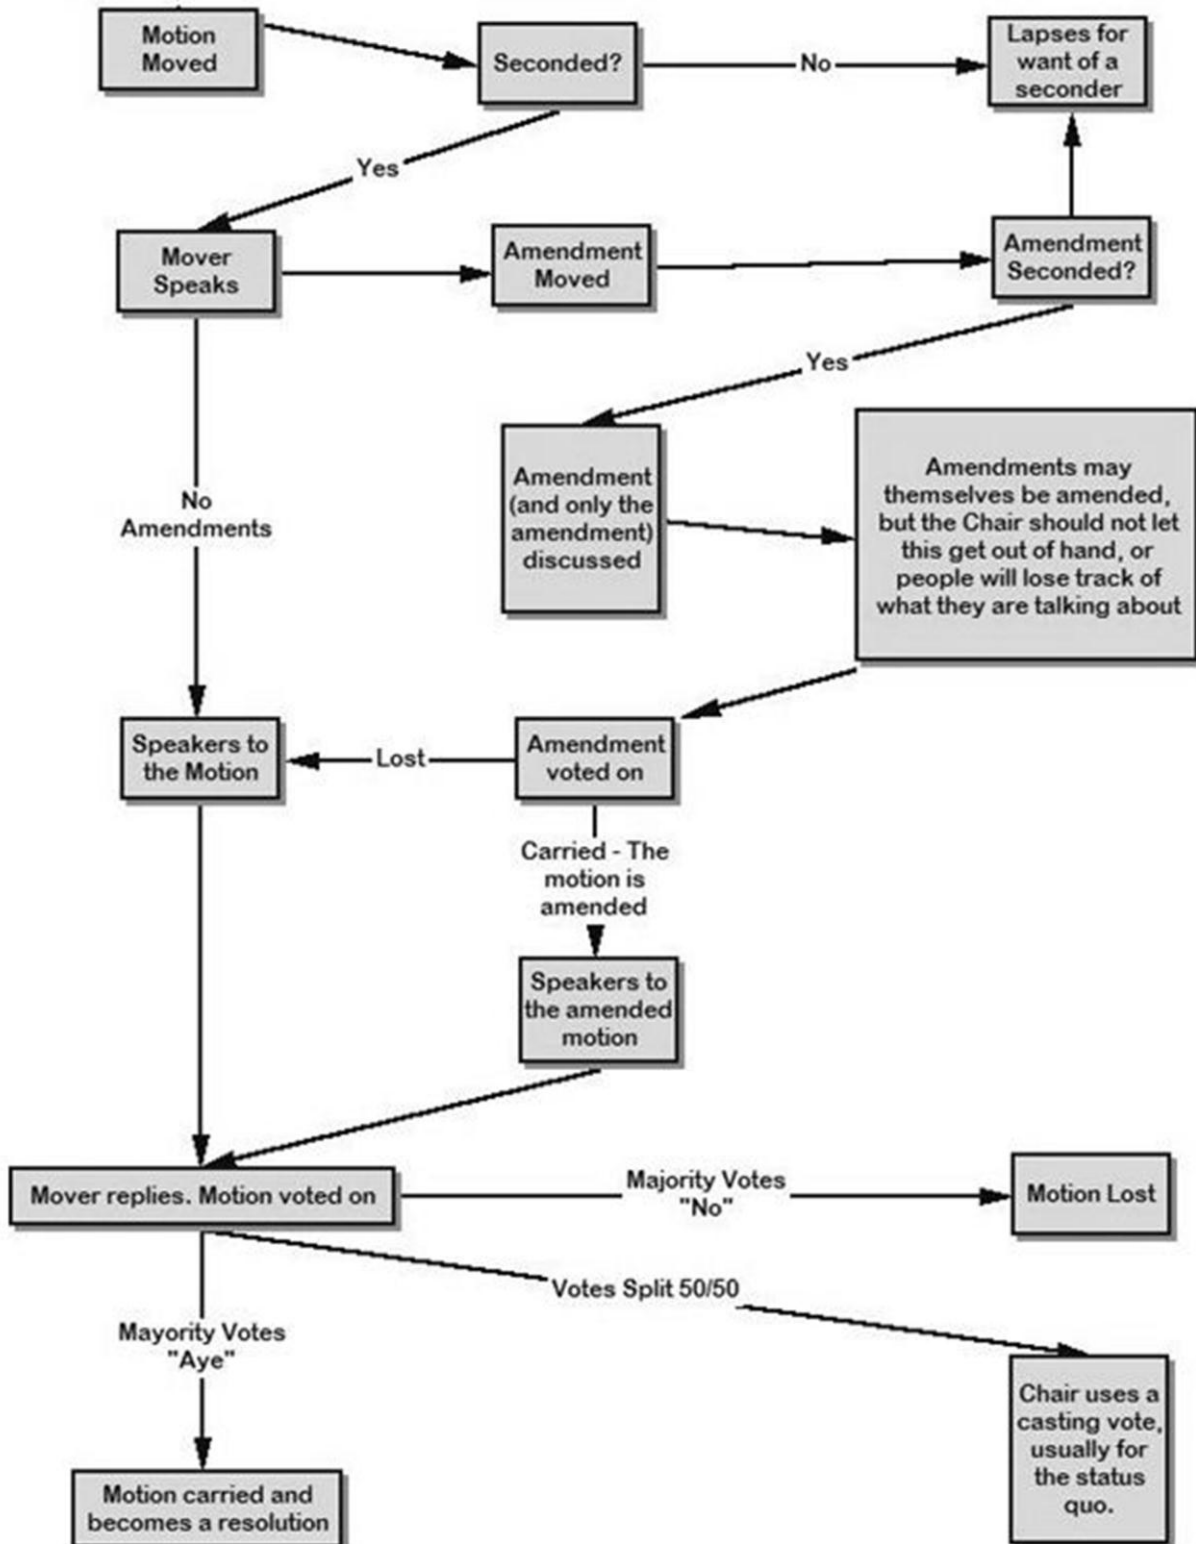 Motion
Moved
Seconded?
No
Lapses for
want of a
seconder
Yes
Mover
Speaks
Amendment
Moved
Amendment
Seconded?
Yes
No
Amendments
Amendment
(and only the
amendment)
discussed
Amendments may
themselves be amended,
but the Chair should not let
this get out of hand, or
people will lose track of
what they are talking about
Speakers to
the Motion
Lost
Amendment
voted on
Carried - The
motion is
amended
Speakers to
the amended
motion
Mover replies. Motion voted on
Majority Votes
"No"
Motion Lost
Votes Split 50/50
Mayority Votes
"Aye"
Chair uses a
casting vote,
usually for
the status
quo.
Motion carried and
becomes a resolution